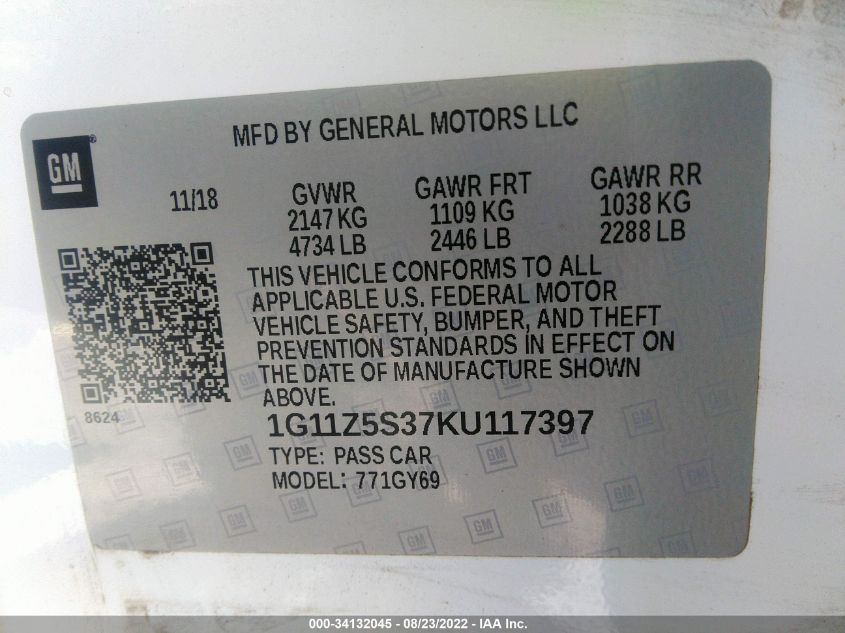 MFD BY GENERAL MOTORS LLC
GM
11/18
GVWR GAWR FRT GAWR RR
2147 KG 1109 KG 1038 KG
4734 LB 2446 LB 2288 LB
THIS VEHICLE CONFORMS TO ALL
APPLICABLE U.S. FEDERAL MOTOR
VEHICLE SAFETY, BUMPER, AND THEFT
PREVENTION STANDARDS IN EFFECT ON
THE DATE OF MANUFACTURE SHOWN
ABOVE.
8624
1G11Z5S37KU117397
TYPE: PASS CAR
MODEL: 771GY69
000-34132045 - 08/23/2022 - IAA Inc.